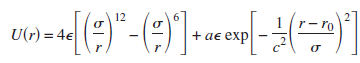 U(r) = 4ϵ[(σ/r)^12 − (σ/r)^6] + aϵ exp[−(1/c^2)((r − r_0)/σ)^2]